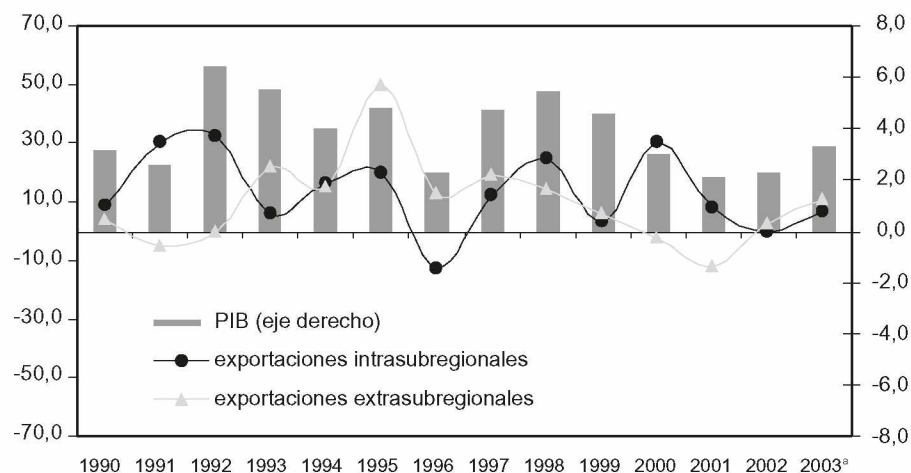 70,0 8,0
50,0 6,0
30,0 4,0
10,0 2,0
-10,0 0,0
-30,0 -2,0
-50,0 -4,0
-70,0 -6,0
-8,0
PIB (eje derecho)
exportaciones intrasubregionales
exportaciones extrasubregionales
1990 1991 1992 1993 1994 1995 1996 1997 1998 1999 2000 2001 2002 2003ª